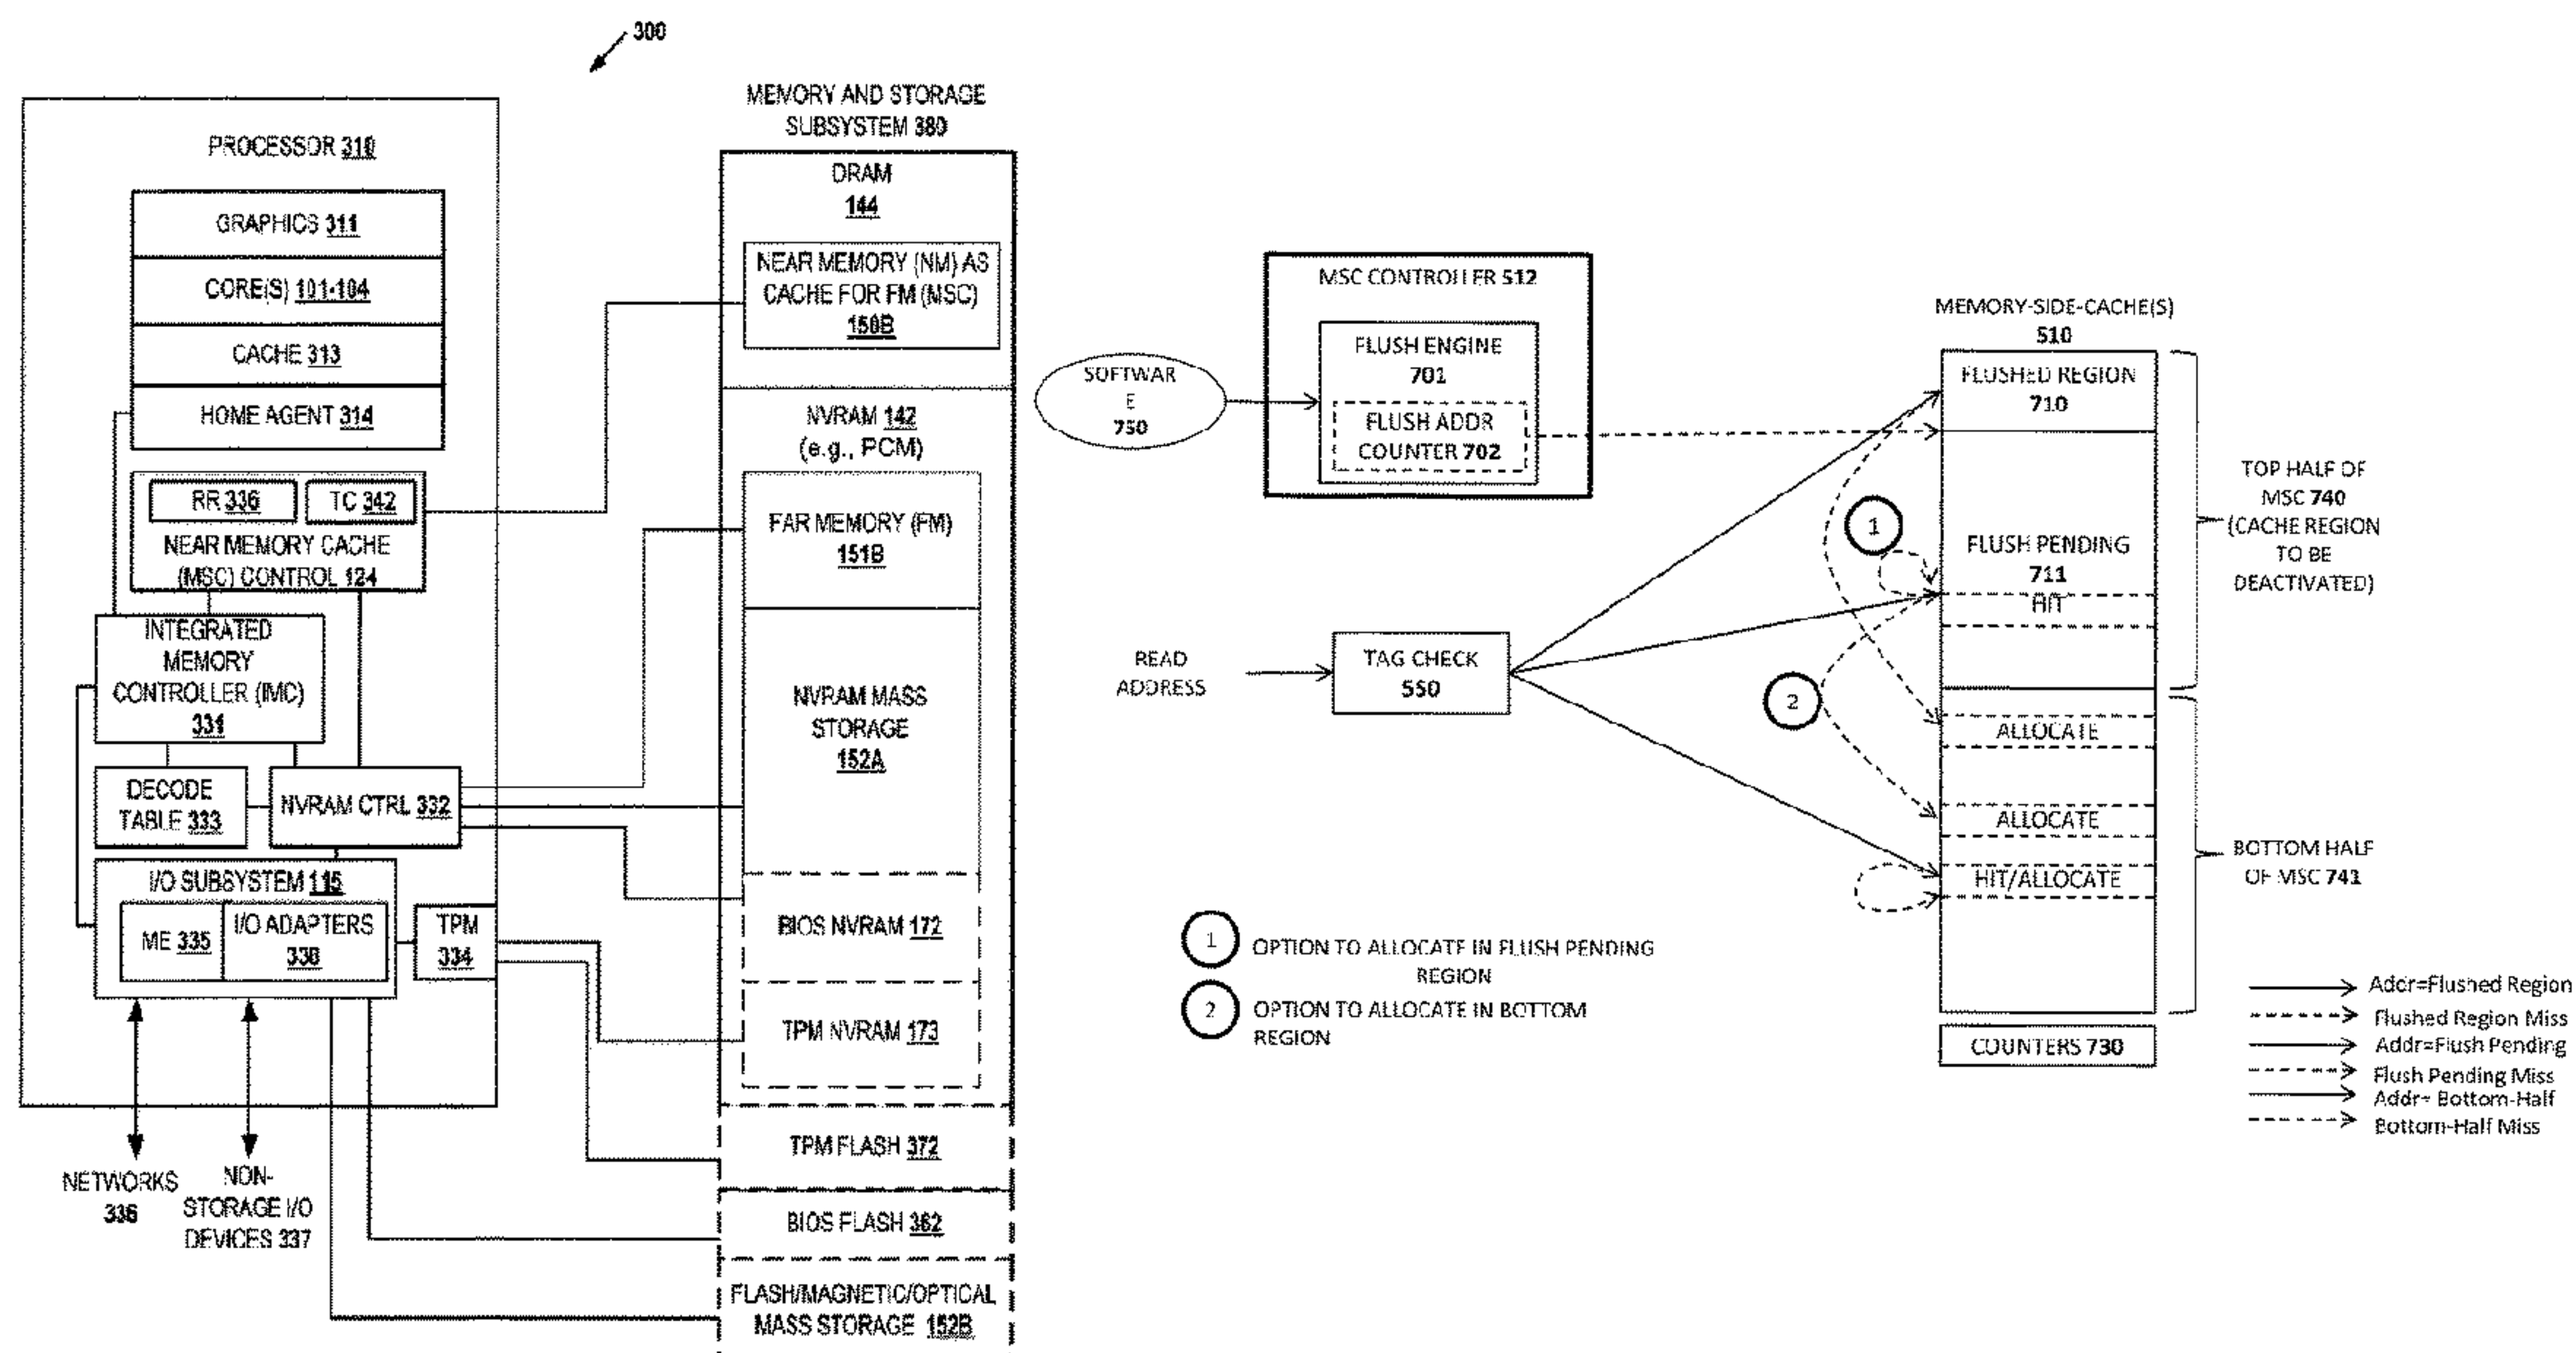 300
PROCESSOR 310
GRAPHICS 311
CORE(S) 101-104
CACHE 313
HOME AGENT 314
RR 336
TC 342
NEAR MEMORY CACHE
(MSC) CONTROL 124
INTEGRATED
MEMORY
CONTROLLER (IMC)
331
DECODE
TABLE 333
NVRAM CTRL 332
I/O SUBSYSTEM 115
ME 335
I/O ADAPTERS
330
TPM
334
NETWORKS
336
NON-
STORAGE I/O
DEVICES 337
MEMORY AND STORAGE
SUBSYSTEM 380
DRAM
144
NEAR MEMORY (NM) AS
CACHE FOR FM (MSC)
150B
NVRAM 142
(e.g., PCM)
FAR MEMORY (FM)
151B
NVRAM MASS
STORAGE
152A
BIOS NVRAM 172
TPM NVRAM 173
TPM FLASH 372
BIOS FLASH 362
FLASH/MAGNETIC/OPTICAL
MASS STORAGE 152B
SOFTWAR
E
750
MSC CONTROLLER 512
FLUSH ENGINE
701
FLUSH ADDR
COUNTER 702
READ
ADDRESS
TAG CHECK
550
MEMORY-SIDE-CACHE(S)
510
FLUSHED REGION
710
FLUSH PENDING
711
HIT
ALLOCATE
ALLOCATE
HIT/ALLOCATE
COUNTERS 730
1
2
TOP HALF OF
MSC 740
(CACHE REGION
TO BE
DEACTIVATED)
BOTTOM HALF
OF MSC 741
1 OPTION TO ALLOCATE IN FLUSH PENDING
REGION
2 OPTION TO ALLOCATE IN BOTTOM
REGION
Addr=Flushed Region
Flushed Region Miss
Addr=Flush Pending
Flush Pending Miss
Addr= Bottom-Half
Bottom-Half Miss